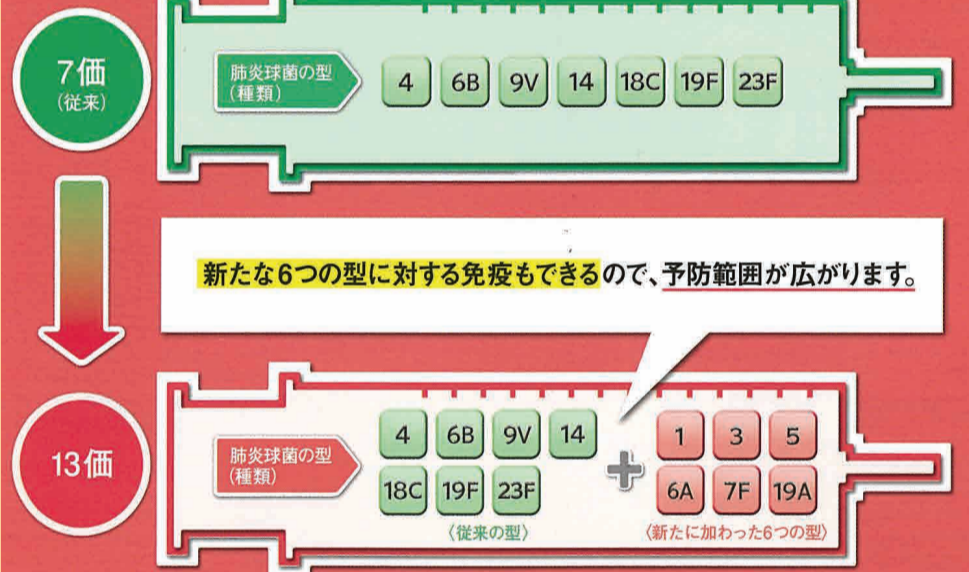 7価
(従来)
肺炎球菌の型
(種類)
4 6B 9V 14 18C 19F 23F
新たな6つの型に対する免疫もできるので、予防範囲が広がります。
13価
肺炎球菌の型
(種類)
4 6B 9V 14
18C 19F 23F
〈従来の型〉
1 3 5
6A 7F 19A
〈新たに加わった6つの型〉